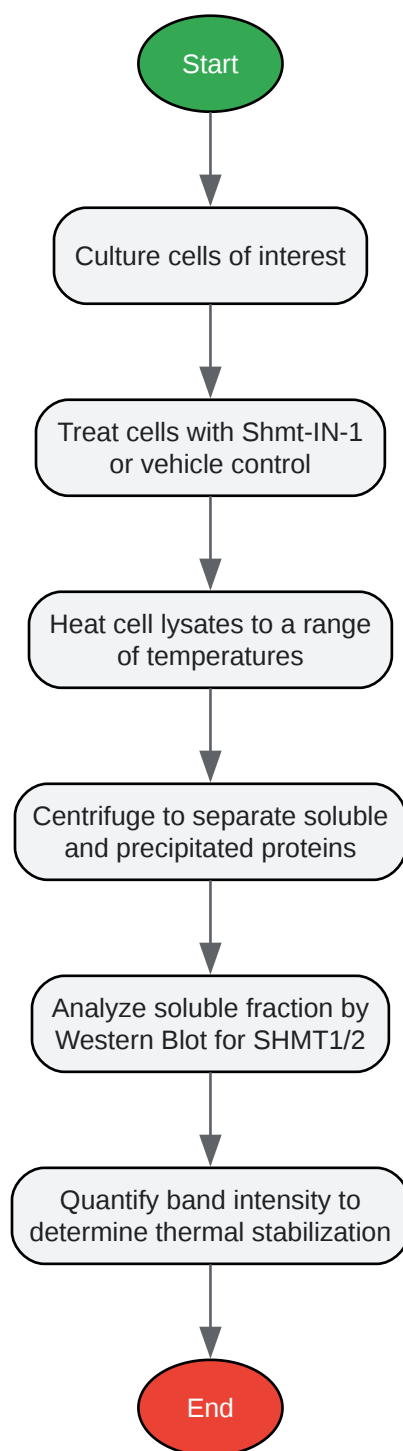 Start
Culture cells of interest
Treat cells with Shmt-IN-1
or vehicle control
Heat cell lysates to a range
of temperatures
Centrifuge to separate soluble
and precipitated proteins
Analyze soluble fraction by
Western Blot for SHMT1/2
Quantify band intensity to
determine thermal stabilization
End